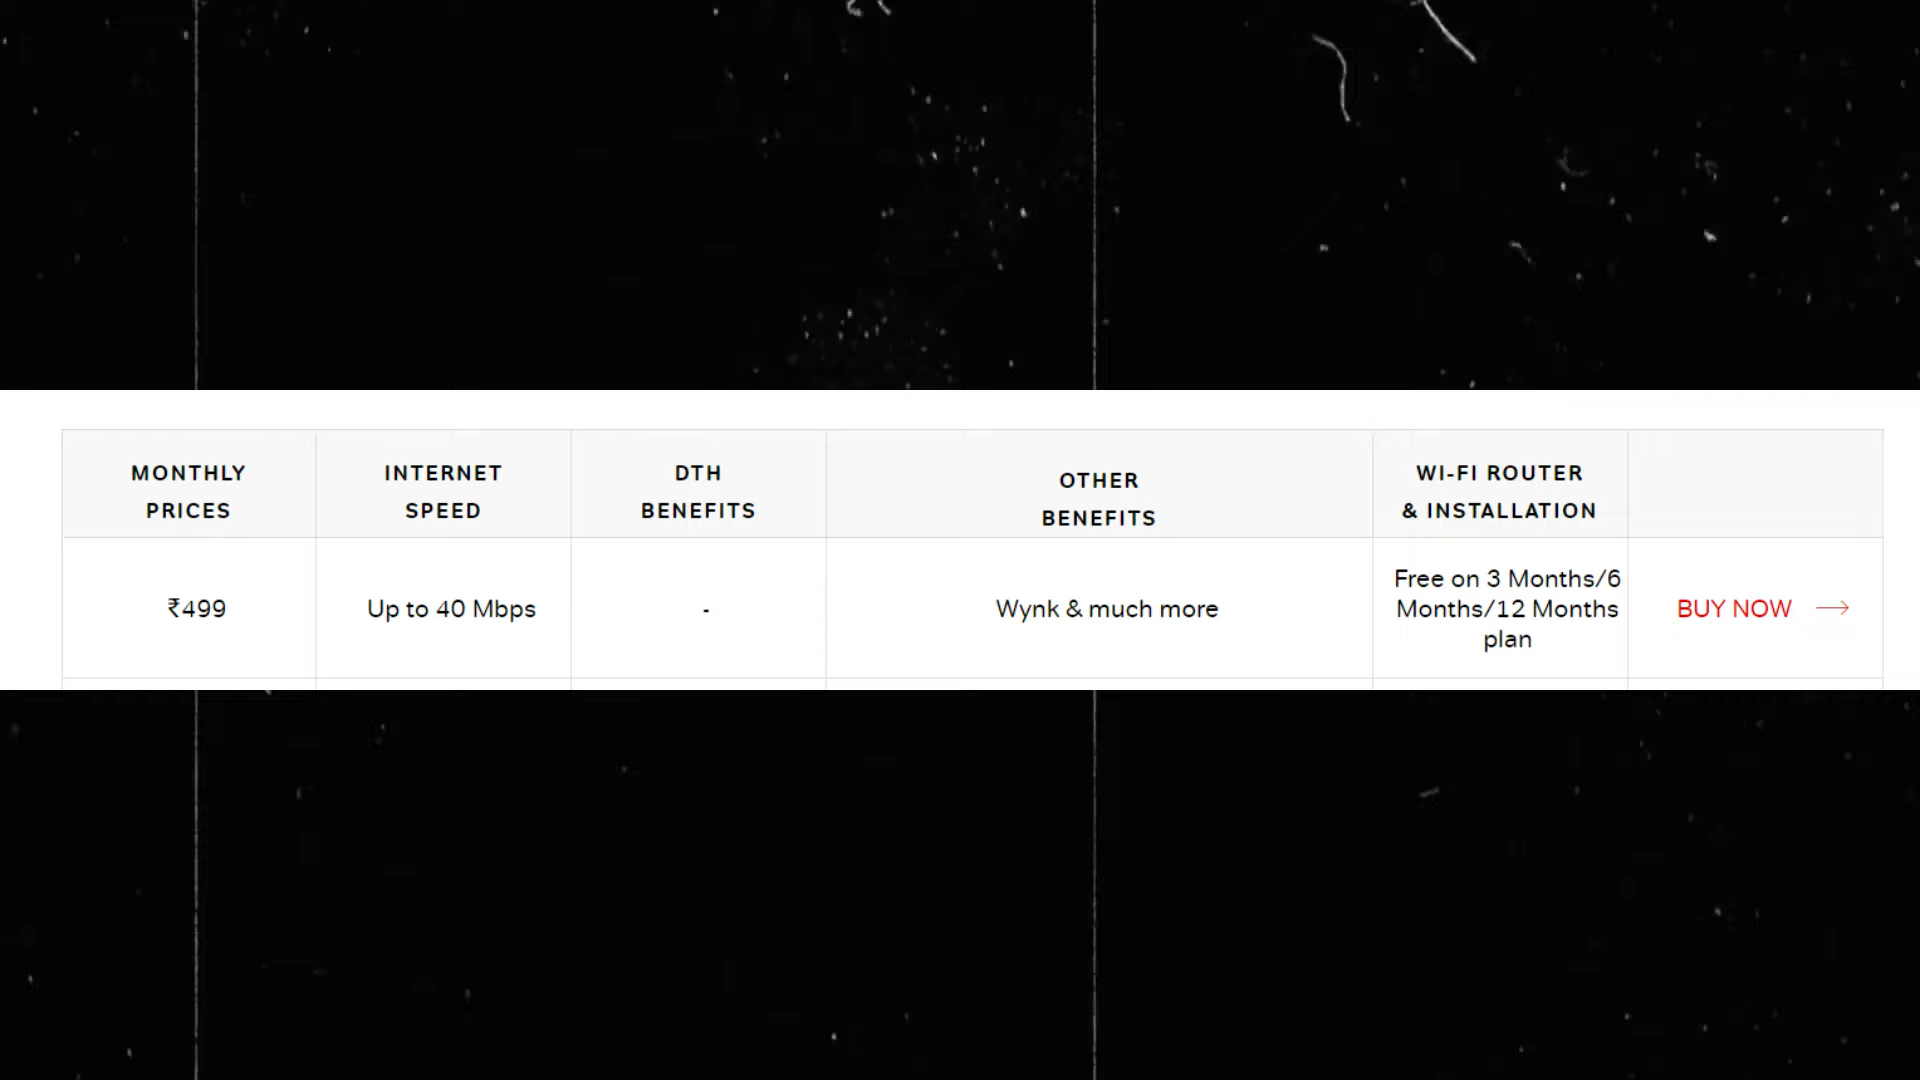 MONTHLY
PRICES
INTERNET
SPEED
DTH
BENEFITS
OTHER
BENEFITS
WI-FI ROUTER
& INSTALLATION
₹499
Up to 40 Mbps
-
Wynk & much more
Free on 3 Months/6
Months/12 Months
plan
BUY NOW